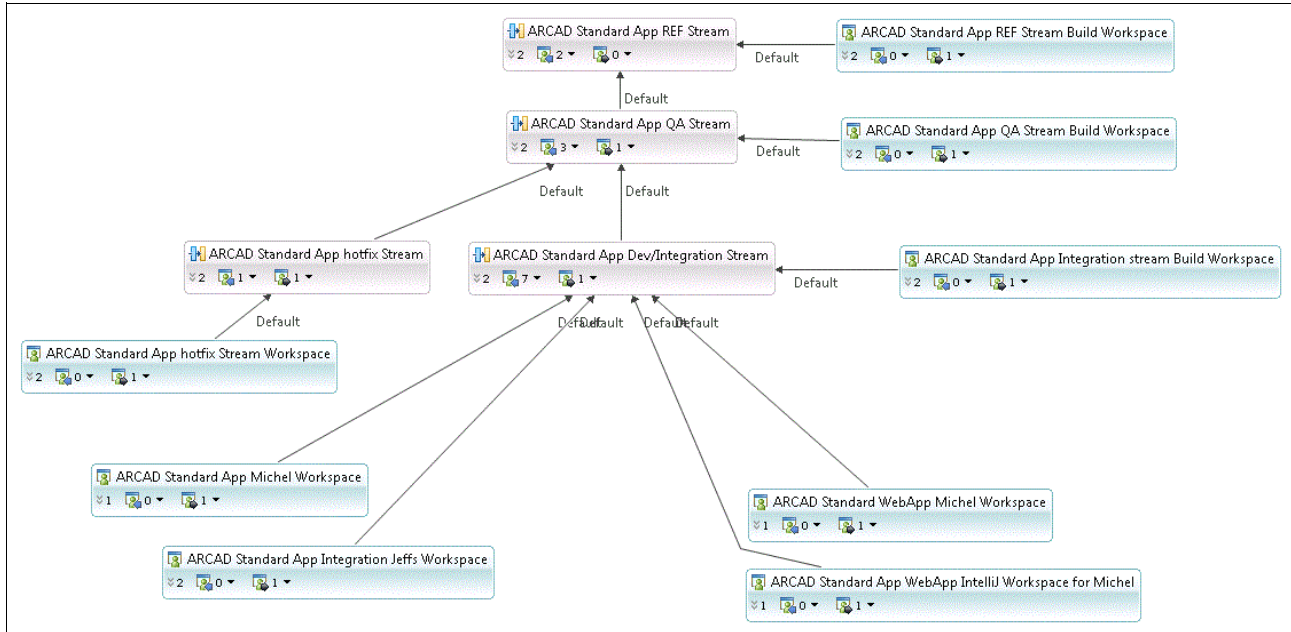 ARCAD Standard App REF Stream
2 2 0
ARCAD Standard App REF Stream Build Workspace
2 0 1
Default
Default
ARCAD Standard App QA Stream
2 3 1
ARCAD Standard App QA Stream Build Workspace
2 0 1
Default
Default
Default
ARCAD Standard App hotfix Stream
2 1 1
ARCAD Standard App Dev/Integration Stream
2 7 1
ARCAD Standard App Integration stream Build Workspace
2 0 1
Default
Default
Default
Default
Default
Default
ARCAD Standard App hotfix Stream Workspace
2 0 1
ARCAD Standard App Michel Workspace
1 0 1
ARCAD Standard WebApp Michel Workspace
1 0 1
ARCAD Standard App Integration Jeffs Workspace
2 0 1
ARCAD Standard App WebApp IntelliJ Workspace for Michel
1 0 1